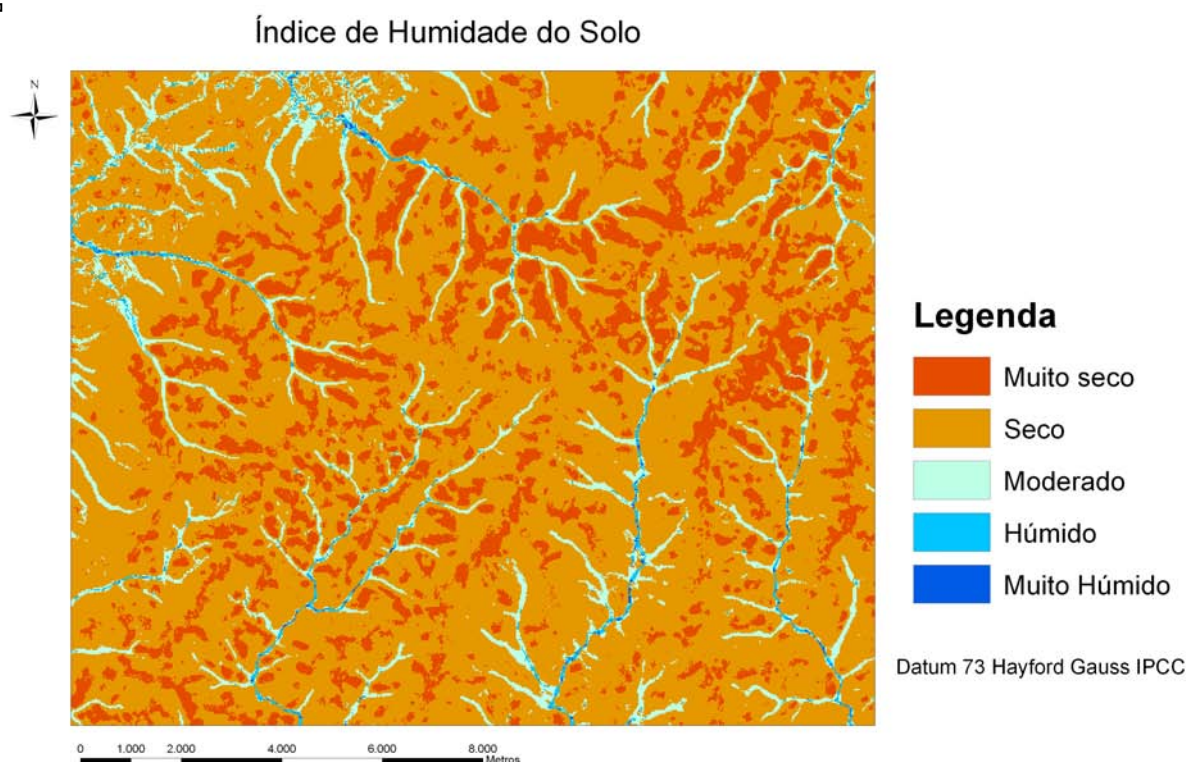 Índice de Humidade do Solo
N
Legenda
Muito seco
Seco
Moderado
Húmido
Muito Húmido
Datum 73 Hayford Gauss IPCC
0 1.000 2.000 4.000 6.000 8.000
Metros